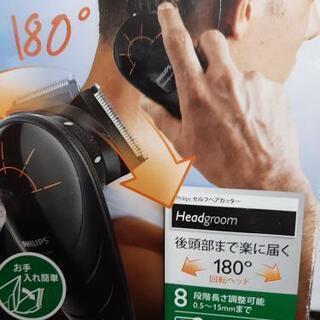 180°
PHILIPS
お手
入れ簡単
Philips セルフヘアカッター
Headgroom
後頭部まで楽に届く
180°
回転ヘッド
8 段階長さ調整可能
0.5～15mmまで